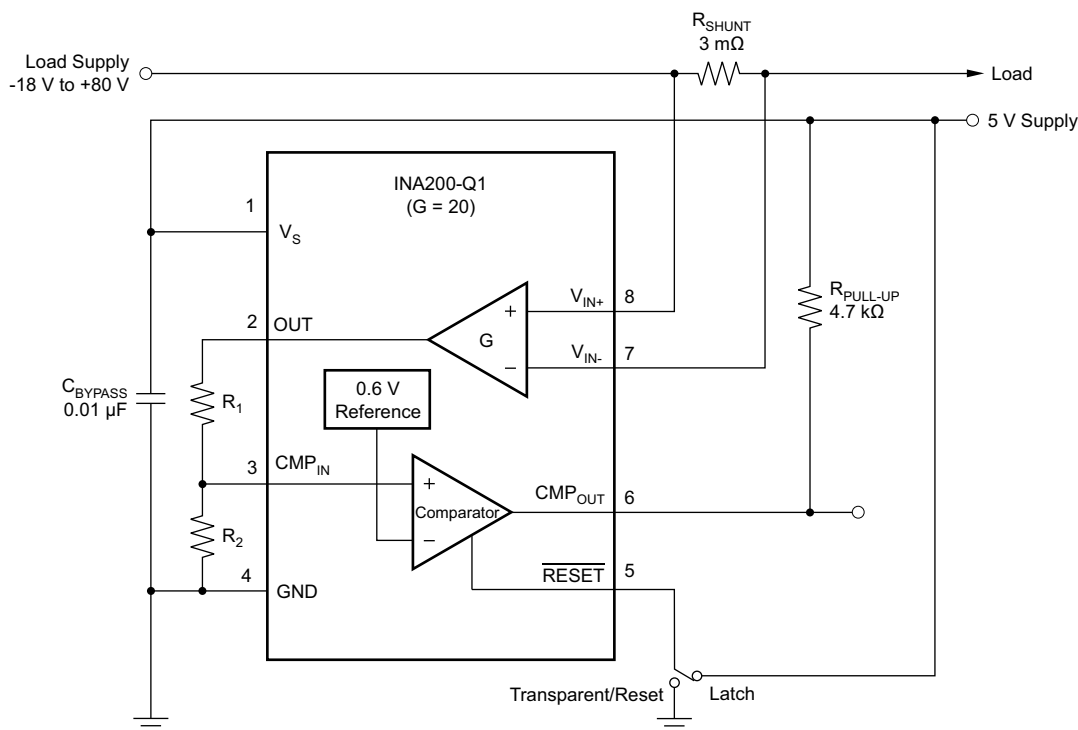 R_SHUNT
3 mΩ
Load Supply
-18 V to +80 V
Load
5 V Supply
INA200-Q1
(G = 20)
1
V_S
V_IN+
8
R_PULL-UP
4.7 kΩ
2
OUT
+
G
V_IN-
7
−
C_BYPASS
0.01 µF
R_1
0.6 V
Reference
3
CMP_IN
+
CMP_OUT
6
Comparator
R_2
−
4
GND
RESET
5
Transparent/Reset
Latch